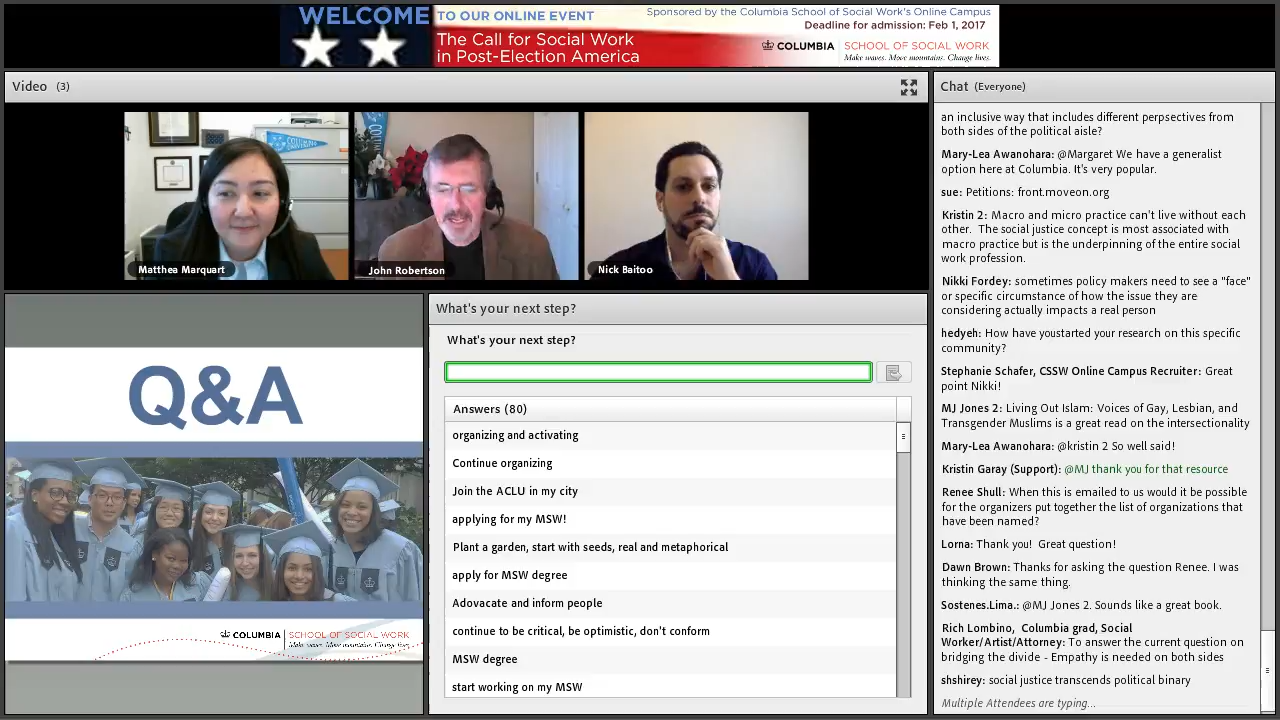 WELCOME TO OUR ONLINE EVENT
Sponsored by the Columbia School of Social Work's Online Campus
Deadline for admission: Feb 1, 2017
The Call for Social Work
in Post-Election America
COLUMBIA SCHOOL OF SOCIAL WORK
Make waves. Move mountains. Change lives.
Video (3)
Matthea Marquart
John Robertson
Nick Baitoo
Q&A
COLUMBIA SCHOOL OF SOCIAL WORK
Make waves. Move mountains. Change lives.
What's your next step?
What's your next step?
Answers (80)
organizing and activating
Continue organizing
Join the ACLU in my city
applying for my MSW!
Plant a garden, start with seeds, real and metaphorical
apply for MSW degree
Adovacate and inform people
continue to be critical, be optimistic, don't conform
MSW degree
start working on my MSW
Chat (Everyone)
an inclusive way that includes different perpsectives from
both sides of the political aisle?
Mary-Lea Awanohara: @Margaret We have a generalist
option here at Columbia. It's very popular.
sue: Petitions: front.moveon.org
Kristin 2: Macro and micro practice can't live without each
other. The social justice concept is most associated with
macro practice but is the underpinning of the entire social
work profession.
Nikki Fordey: sometimes policy makers need to see a "face"
or specific circumstance of how the issue they are
considering actually impacts a real person
hedyeh: How have youstarted your research on this specific
community?
Stephanie Schafer, CSSW Online Campus Recruiter: Great
point Nikki!
MJ Jones 2: Living Out Islam: Voices of Gay, Lesbian, and
Transgender Muslims is a great read on the intersectionality
Mary-Lea Awanohara: @kristin 2 So well said!
Kristin Garay (Support): @MJ thank you for that resource
Renee Shull: When this is emailed to us would it be possible
for the organizers put together the list of organizations that
have been named?
Lorna: Thank you! Great question!
Dawn Brown: Thanks for asking the question Renee. I was
thinking the same thing.
Sostenes.Lima.: @MJ Jones 2. Sounds like a great book.
Rich Lombino, Columbia grad, Social
Worker/Artist/Attorney: To answer the current question on
bridging the divide - Empathy is needed on both sides
shshirey: social justice transcends political binary
Multiple Attendees are typing...